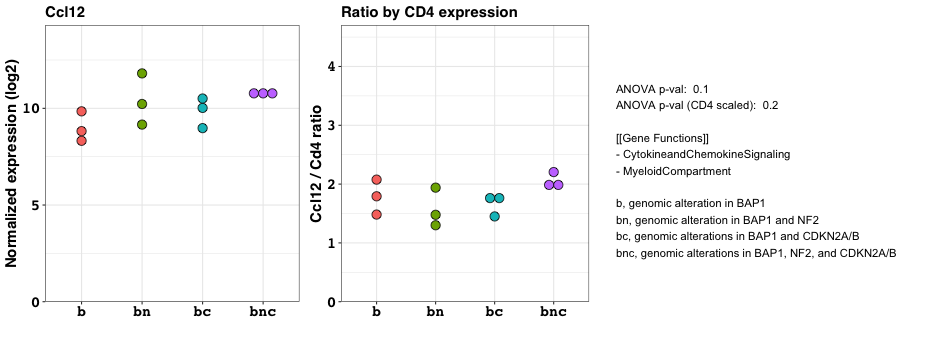 Ccl12
Normalized expression (log2)
10
5
0
b
bn
bc
bnc
Ratio by CD4 expression
Ccl12 / Cd4 ratio
4
3
2
1
0
b
bn
bc
bnc
ANOVA p-val:  0.1
ANOVA p-val (CD4 scaled):  0.2
[[Gene Functions]]
- CytokineandChemokineSignaling
- MyeloidCompartment
b, genomic alteration in BAP1
bn, genomic alteration in BAP1 and NF2
bc, genomic alterations in BAP1 and CDKN2A/B
bnc, genomic alterations in BAP1, NF2, and CDKN2A/B